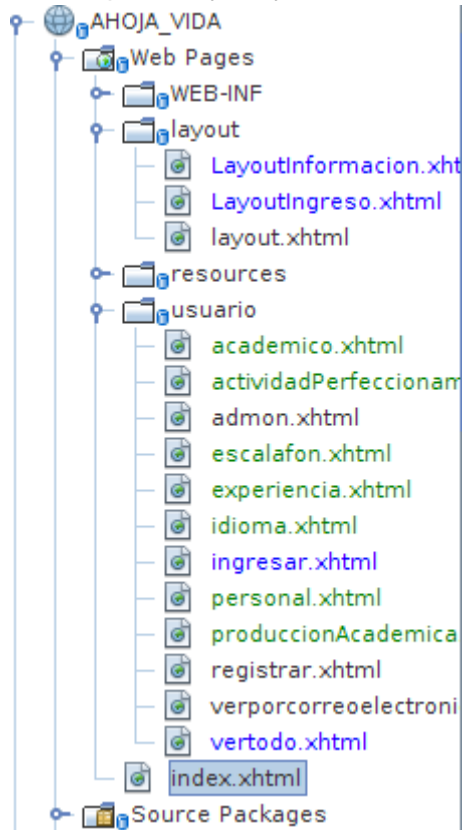 AHOJA_VIDA
Web Pages
WEB-INF
layout
LayoutInformacion.xht
LayoutIngreso.xhtml
layout.xhtml
resources
usuario
academico.xhtml
actividadPerfeccionam
admon.xhtml
escalafon.xhtml
experiencia.xhtml
idioma.xhtml
ingresar.xhtml
personal.xhtml
produccionAcademica
registrar.xhtml
verporcorreoelectroni
vertodo.xhtml
index.xhtml
Source Packages